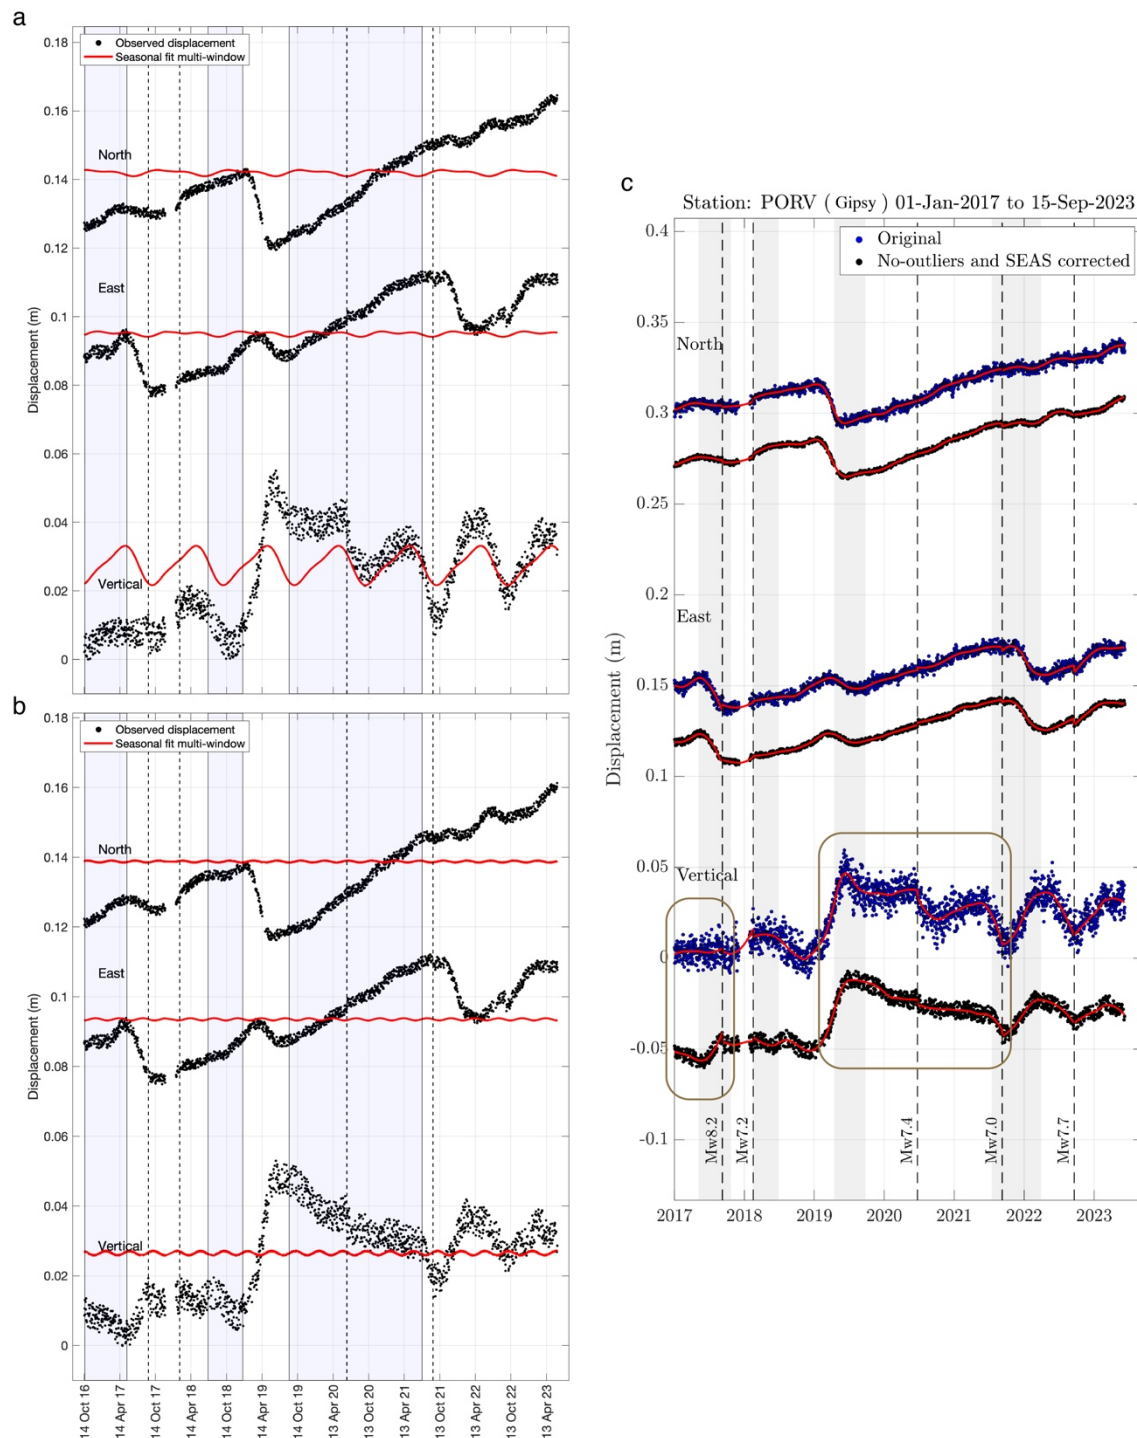 a
0.18
0.16
0.14
0.12
0.1
0.08
0.06
0.04
0.02
0
Displacement (m)
Observed displacement
Seasonal fit multi-window
North
East
Vertical
b
0.18
0.16
0.14
0.12
0.1
0.08
0.06
0.04
0.02
0
Displacement (m)
Observed displacement
Seasonal fit multi-window
North
East
Vertical
14 Oct 16
14 Apr 17
14 Oct 17
14 Apr 18
14 Oct 18
14 Apr 19
14 Oct 19
13 Apr 20
13 Oct 20
13 Apr 21
13 Oct 21
13 Apr 22
13 Oct 22
13 Apr 23
c
Station: PORV ( Gipsy ) 01-Jan-2017 to 15-Sep-2023
Original
No-outliers and SEAS corrected
0.4
0.35
0.3
0.25
0.2
0.15
0.1
0.05
0
-0.05
-0.1
Displacement (m)
North
East
Vertical
Mw8.2
Mw7.2
Mw7.4
Mw7.0
Mw7.7
2017
2018
2019
2020
2021
2022
2023